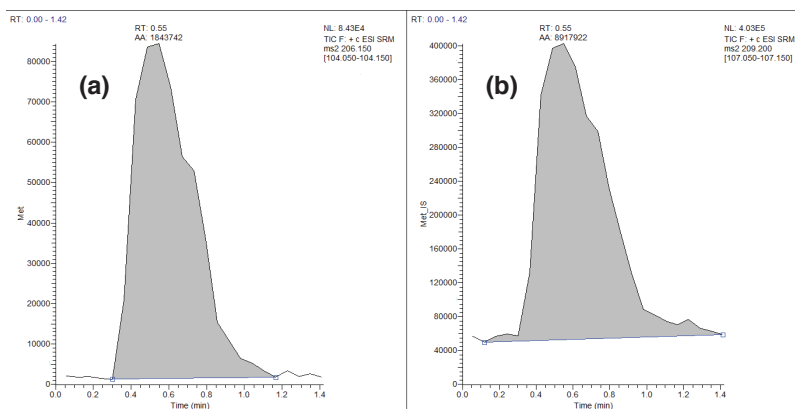 RT: 0.00 - 1.42
RT: 0.55
AA: 1843742
NL: 8.43E4
TIC F: + c ESI SRM
ms2 206.150
[104.050-104.150]
(a)
80000
70000
60000
50000
40000
30000
20000
10000
0
Met
0.0 0.2 0.4 0.6 0.8 1.0 1.2 1.4
Time (min)
RT: 0.00 - 1.42
RT: 0.55
AA: 8917922
NL: 4.03E5
TIC F: + c ESI SRM
ms2 209.200
[107.050-107.150]
(b)
400000
360000
320000
280000
240000
200000
160000
120000
80000
40000
0
Met_IS
0.0 0.2 0.4 0.6 0.8 1.0 1.2 1.4
Time (min)